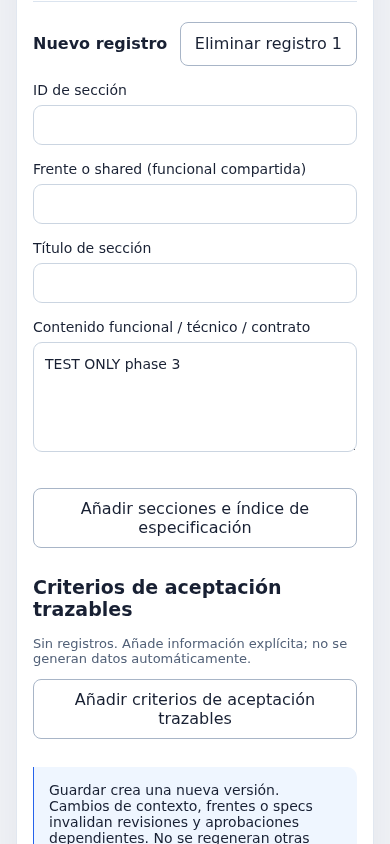 Nuevo registro
Eliminar registro 1
ID de sección
Frente o shared (funcional compartida)
Título de sección
Contenido funcional / técnico / contrato
TEST ONLY phase 3
Añadir secciones e índice de
especificación
Criterios de aceptación
trazables
Sin registros. Añade información explícita; no se
generan datos automáticamente.
Añadir criterios de aceptación
trazables
Guardar crea una nueva versión.
Cambios de contexto, frentes o specs
invalidan revisiones y aprobaciones
dependientes. No se regeneran otras